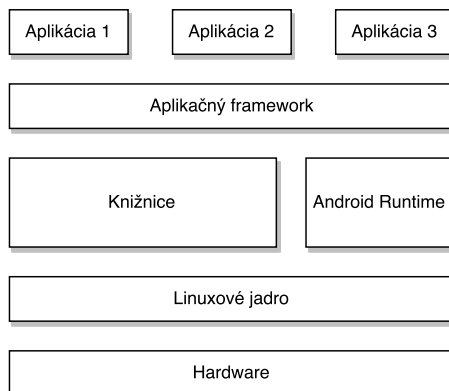 Aplikácia 1
Aplikácia 2
Aplikácia 3
Aplikačný framework
Knižnice
Android Runtime
Linuxové jadro
Hardware